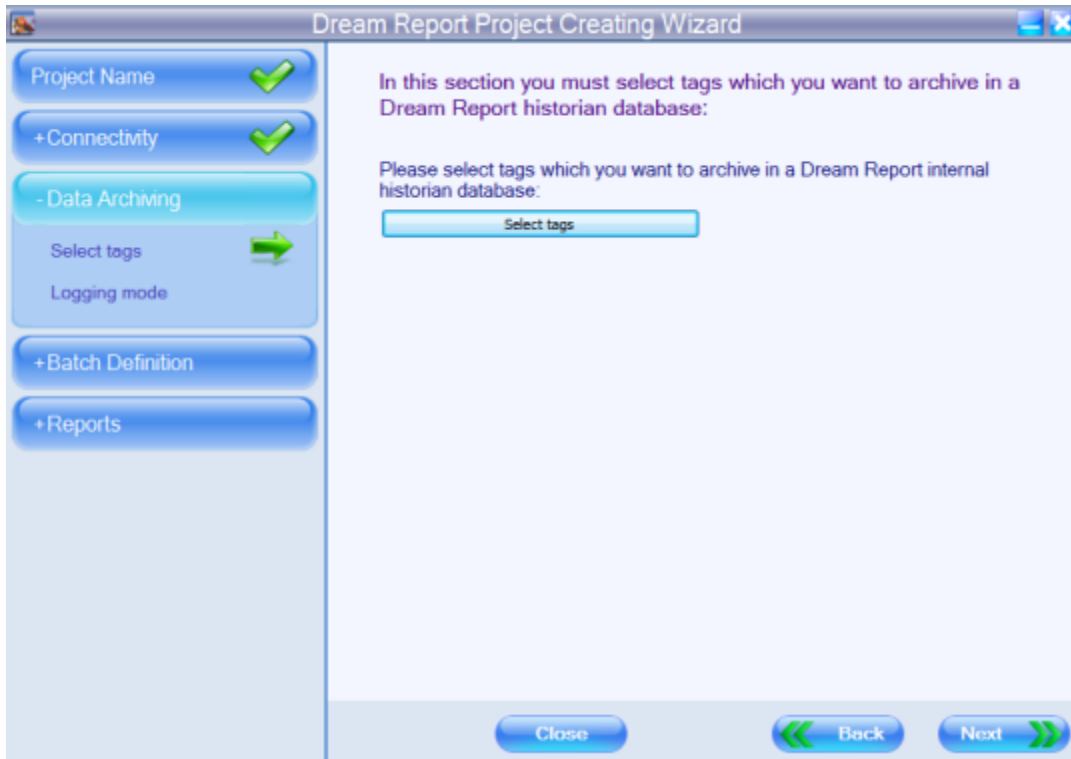 Dream Report Project Creating Wizard
Project Name
+Connectivity
-Data Archiving
Select tags
Logging mode
+Batch Definition
+Reports
In this section you must select tags which you want to archive in a
Dream Report historian database:
Please select tags which you want to archive in a Dream Report internal
historian database:
Select tags
Close
Back
Next